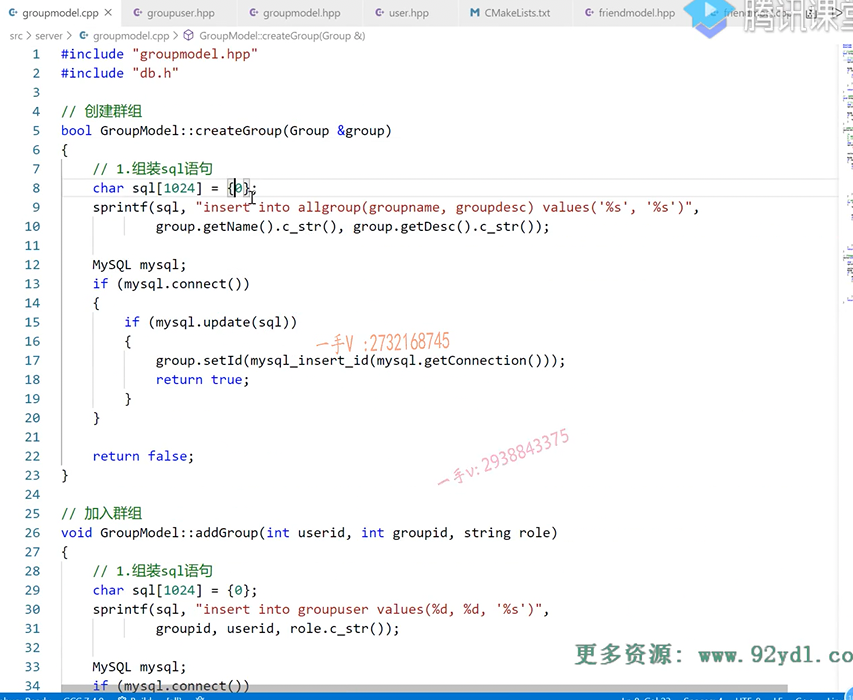 groupmodel.cpp × groupuser.hpp groupmodel.hpp user.hpp CMakeLists.txt friendmodel.hpp
腾讯课堂
src > server > groupmodel.cpp > GroupModel::createGroup(Group &)
1 #include "groupmodel.hpp"
2 #include "db.h"
3
4 // 创建群组
5 bool GroupModel::createGroup(Group &group)
6 {
7 // 1.组装sql语句
8 char sql[1024] = {0};
9 sprintf(sql, "insert into allgroup(groupname, groupdesc) values('%s', '%s')",
10 group.getName().c_str(), group.getDesc().c_str());
11
12 MySQL mysql;
13 if (mysql.connect())
14 {
15 if (mysql.update(sql))
16 {
一手V :2732168745
17 group.setId(mysql_insert_id(mysql.getConnection()));
18 return true;
19 }
20 }
21
22 return false;
一手v: 2938843375
23 }
24
25 // 加入群组
26 void GroupModel::addGroup(int userid, int groupid, string role)
27 {
28 // 1.组装sql语句
29 char sql[1024] = {0};
30 sprintf(sql, "insert into groupuser values(%d, %d, '%s')",
31 groupid, userid, role.c_str());
32
更多资源: www.92ydl.co
33 MySQL mysql;
34 if (mysql.connect())